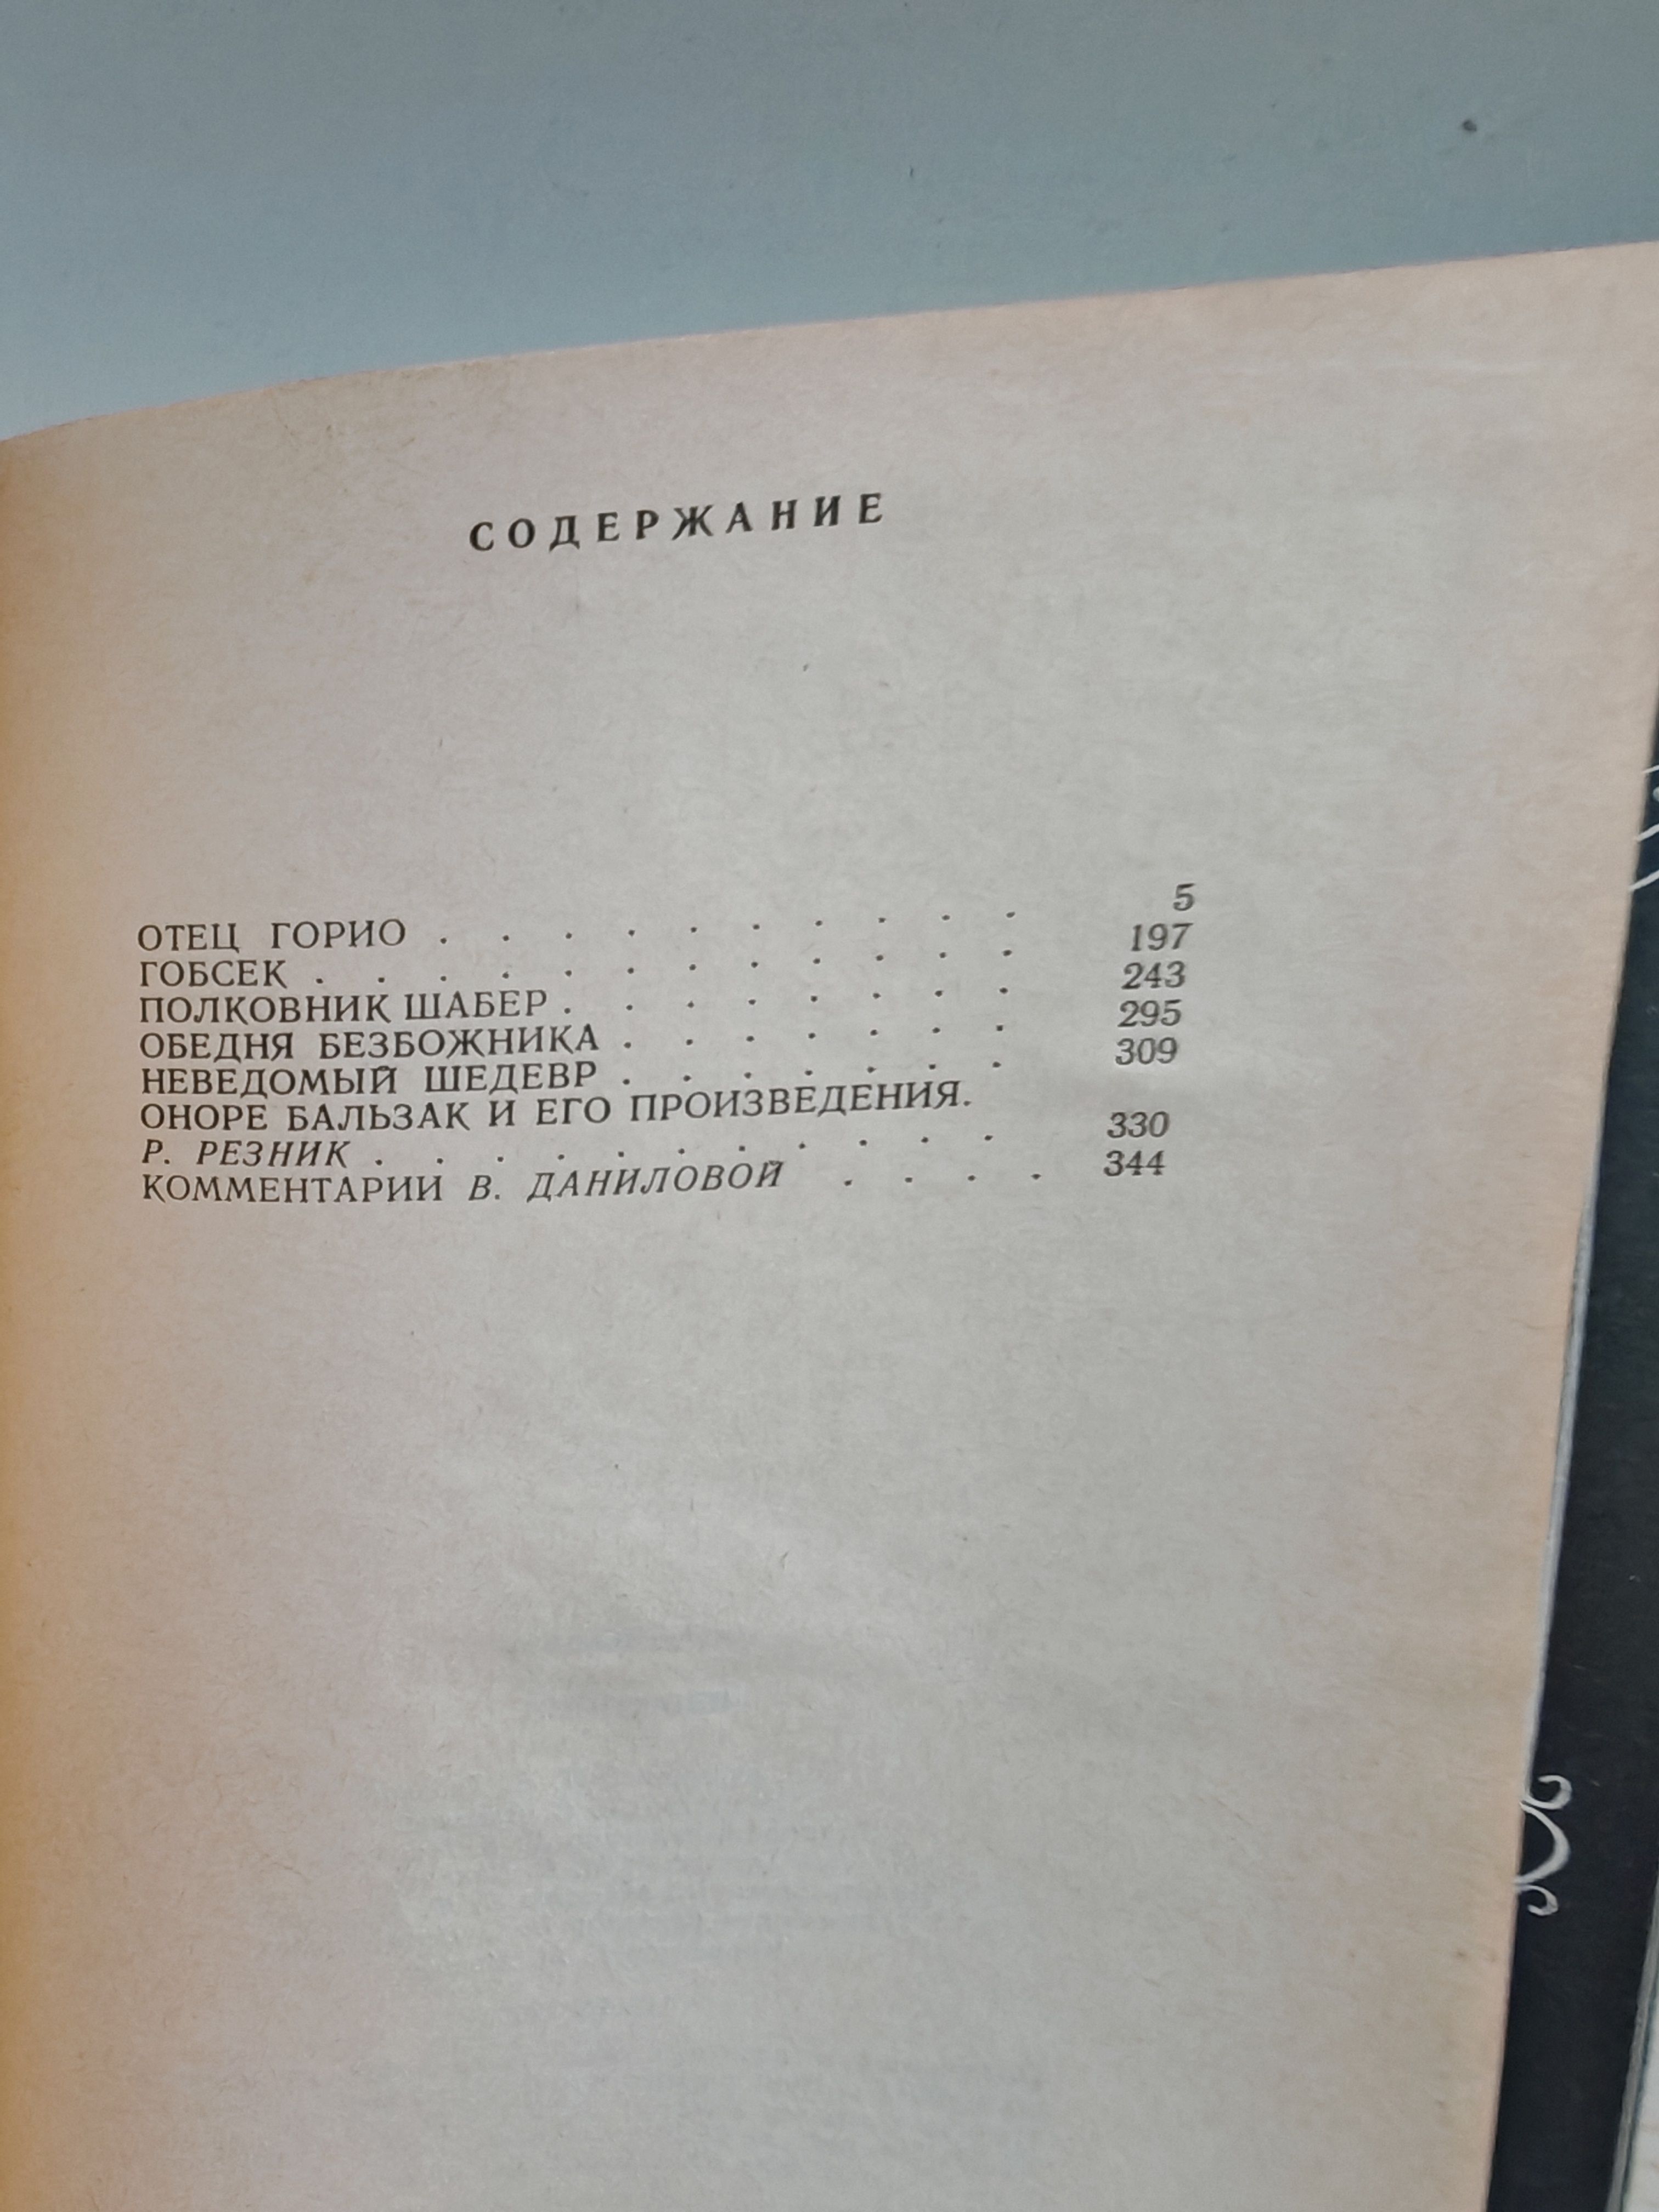 СОДЕРЖАНИЕ
ОТЕЦ ГОРИО . . . . . . . . . . 5
ГОБСЕК . . . . . . . . . . . . 197
ПОЛКОВНИК ШАБЕР . . . . . . . . 243
ОБЕДНЯ БЕЗБОЖНИКА . . . . . . . 295
НЕВЕДОМЫЙ ШЕДЕВР . . . . . . . 309
ОНОРЕ БАЛЬЗАК И ЕГО ПРОИЗВЕДЕНИЯ.
Р. РЕЗНИК . . . . . . . . . . . 330
КОММЕНТАРИИ В. ДАНИЛОВОЙ . . . . 344